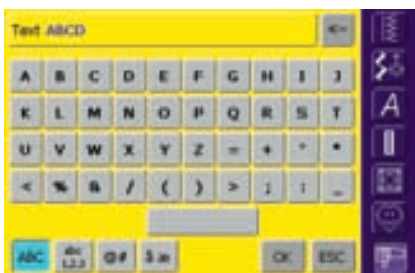 Text ABCD <-
A B C D E F G H I J
K L M N O P Q R S T
U V W X Y Z = +
< % & / ( ) > ; : _
ABC abc 1,2,3 @# OK ESC
A